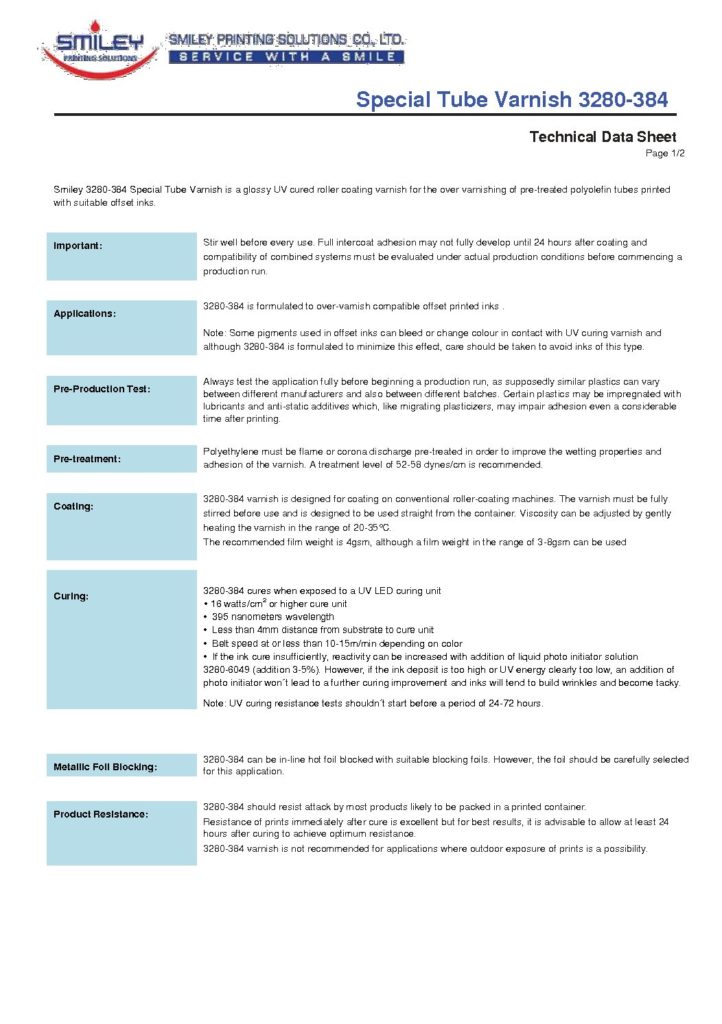 SMILEY
PRINTING SOLUTIONS
SMILEY PRINTING SOLUTIONS CO., LTD.
SERVICE WITH A SMILE
Special Tube Varnish 3280-384
Technical Data Sheet
Page 1/2
Smiley 3280-384 Special Tube Varnish is a glossy UV cured roller coating varnish for the over varnishing of pre-treated polyolefin tubes printed
with suitable offset inks.
Important:
Stir well before every use. Full intercoat adhesion may not fully develop until 24 hours after coating and
compatibility of combined systems must be evaluated under actual production conditions before commencing a
production run.
Applications:
3280-384 is formulated to over-varnish compatible offset printed inks .
Note: Some pigments used in offset inks can bleed or change colour in contact with UV curing varnish and
although 3280-384 is formulated to minimize this effect, care should be taken to avoid inks of this type.
Pre-Production Test:
Always test the application fully before beginning a production run, as supposedly similar plastics can vary
between different manufacturers and also between different batches. Certain plastics may be impregnated with
lubricants and anti-static additives which, like migrating plasticizers, may impair adhesion even a considerable
time after printing.
Pre-treatment:
Polyethylene must be flame or corona discharge pre-treated in order to improve the wetting properties and
adhesion of the varnish. A treatment level of 52-58 dynes/cm is recommended.
Coating:
3280-384 varnish is designed for coating on conventional roller-coating machines. The varnish must be fully
stirred before use and is designed to be used straight from the container. Viscosity can be adjusted by gently
heating the varnish in the range of 20-35ºC.
The recommended film weight is 4gsm, although a film weight in the range of 3-8gsm can be used
Curing:
3280-384 cures when exposed to a UV LED curing unit
• 16 watts/cm² or higher cure unit
• 395 nanometers wavelength
• Less than 4mm distance from substrate to cure unit
• Belt speed at or less than 10-15m/min depending on color
• If the ink cure insufficiently, reactivity can be increased with addition of liquid photo initiator solution
3280-6049 (addition 3-5%). However, if the ink deposit is too high or UV energy clearly too low, an addition of
photo initiator won´t lead to a further curing improvement and inks will tend to build wrinkles and become tacky.
Note: UV curing resistance tests shouldn´t start before a period of 24-72 hours.
Metallic Foil Blocking:
3280-384 can be in-line hot foil blocked with suitable blocking foils. However, the foil should be carefully selected
for this application.
Product Resistance:
3280-384 should resist attack by most products likely to be packed in a printed container.
Resistance of prints immediately after cure is excellent but for best results, it is advisable to allow at least 24
hours after curing to achieve optimum resistance.
3280-384 varnish is not recommended for applications where outdoor exposure of prints is a possibility.